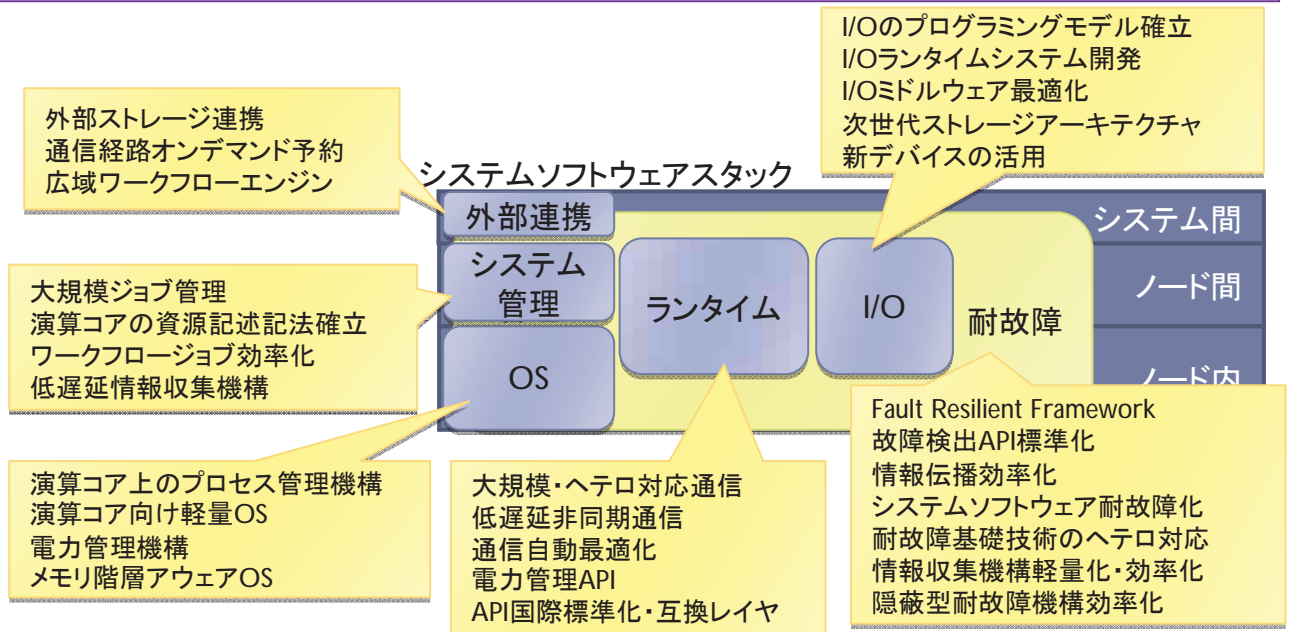 I/Oのプログラミングモデル確立
I/Oランタイムシステム開発
I/Oミドルウェア最適化
次世代ストレージアーキテクチャ
新デバイスの活用
外部ストレージ連携
通信経路オンデマンド予約
広域ワークフローエンジン
システムソフトウェアスタック
外部連携
システム間
システム
管理
ランタイム
I/O
耐故障
ノード間
OS
ノード内
大規模ジョブ管理
演算コアの資源記述記法確立
ワークフロージョブ効率化
低遅延情報収集機構
演算コア上のプロセス管理機構
演算コア向け軽量OS
電力管理機構
メモリ階層アウェアOS
大規模・ヘテロ対応通信
低遅延非同期通信
通信自動最適化
電力管理API
API国際標準化・互換レイヤ
Fault Resilient Framework
故障検出API標準化
情報伝播効率化
システムソフトウェア耐故障化
耐故障基礎技術のヘテロ対応
情報収集機構軽量化・効率化
隠蔽型耐故障機構効率化